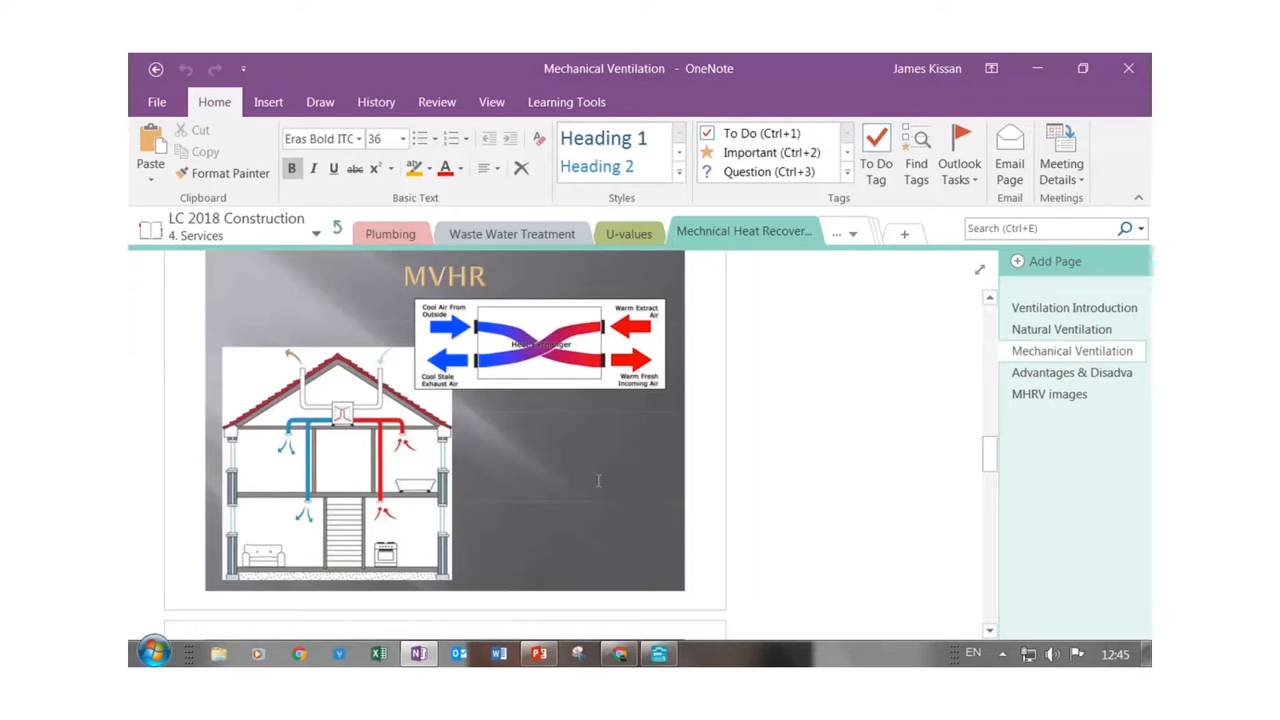 Mechanical Ventilation - OneNote
James Kissan
File Home Insert Draw History Review View Learning Tools
Paste
Cut
Copy
Format Painter
Clipboard
Eras Bold ITC 36
B I U abc x²
A
Basic Text
Heading 1
Heading 2
Styles
To Do (Ctrl+1)
Important (Ctrl+2)
? Question (Ctrl+3)
To Do
Tag
Find
Tags
Tags
Outlook
Tasks
Email
Page
Email
Meeting
Details
Meetings
LC 2018 Construction
4. Services
Plumbing
Waste Water Treatment
U-values
Mechnical Heat Recover...
...
Search (Ctrl+E)
Add Page
Ventilation Introduction
Natural Ventilation
Mechanical Ventilation
Advantages & Disadva
MHRV images
MVHR
Cool Air From
Outside
Warm Extract
Air
Cool Stale
Exhaust Air
Warm Fresh
Incoming Air
EN
12:45